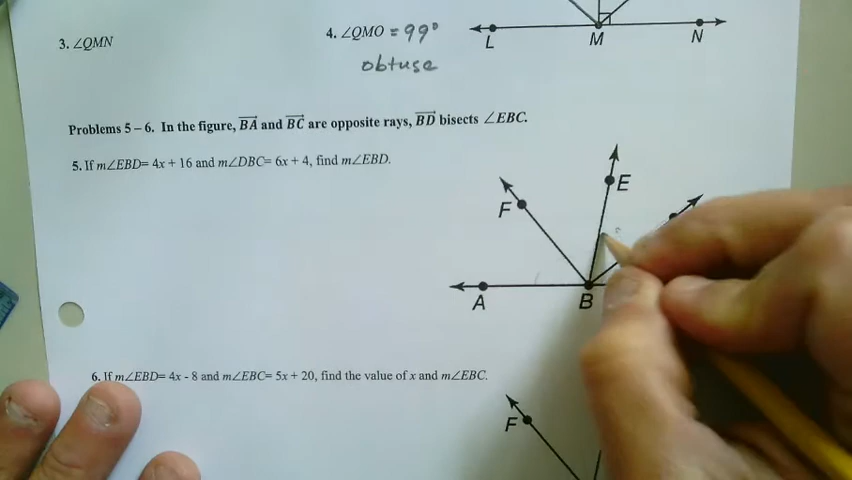 3. ∠QMN
4. ∠QMO = 99°
obtuse
L
M
N
Problems 5 – 6. In the figure, BA and BC are opposite rays, BD bisects ∠EBC.
5. If m∠EBD= 4x + 16 and m∠DBC= 6x + 4, find m∠EBD.
E
F
A
B
6. If m∠EBD= 4x - 8 and m∠EBC= 5x + 20, find the value of x and m∠EBC.
F